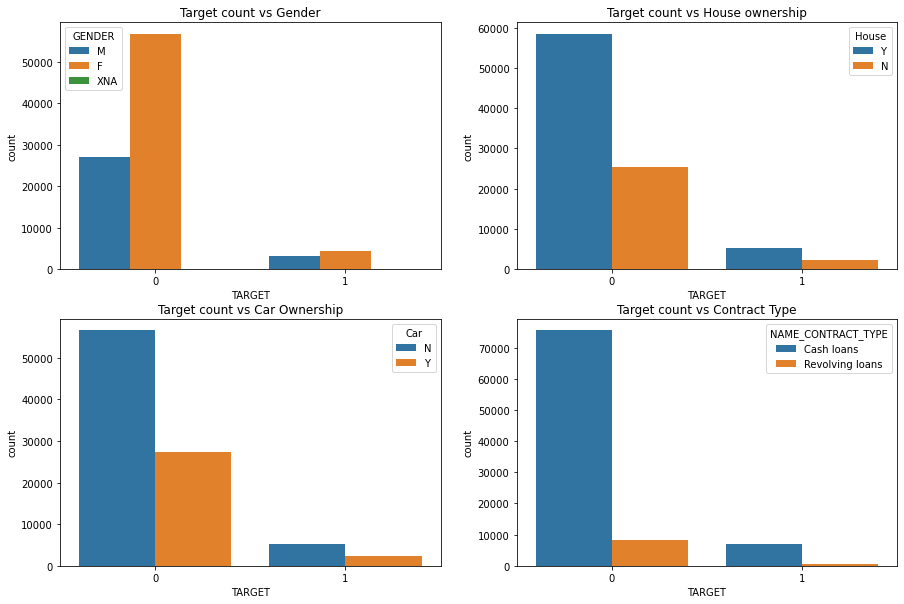 Target count vs Gender
GENDER
M
F
XNA
count
50000
40000
30000
20000
10000
0
0
1
TARGET
Target count vs House ownership
House
Y
N
count
60000
50000
40000
30000
20000
10000
0
0
1
TARGET
Target count vs Car Ownership
Car
N
Y
count
50000
40000
30000
20000
10000
0
0
1
TARGET
Target count vs Contract Type
NAME_CONTRACT_TYPE
Cash loans
Revolving loans
count
70000
60000
50000
40000
30000
20000
10000
0
0
1
TARGET